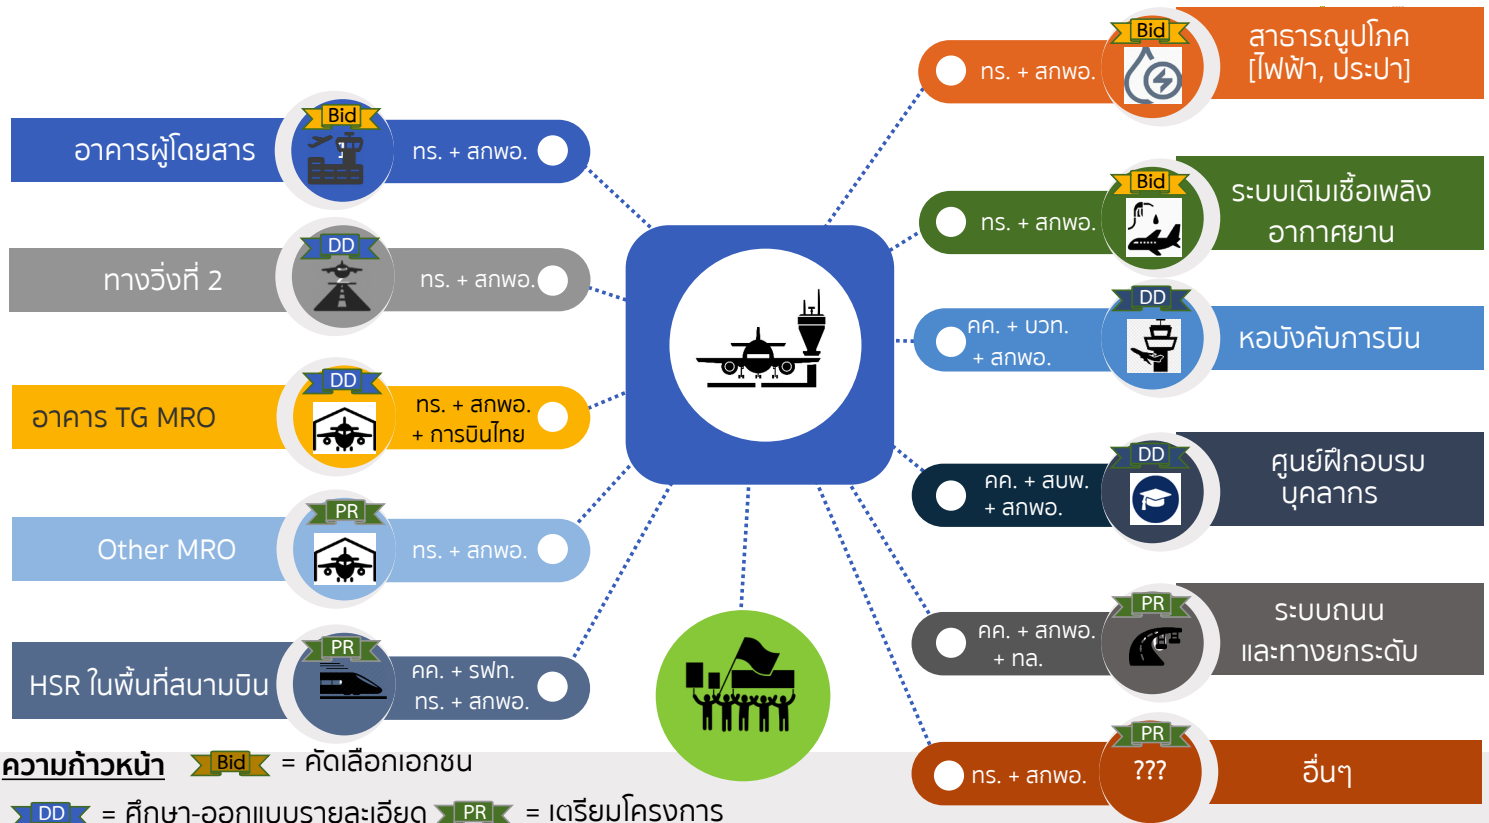 Bid
อาคารผู้โดยสาร
ทร. + สกพอ.
DD
ทางวิ่งที่ 2
ทร. + สกพอ.
DD
อาคาร TG MRO
ทร. + สกพอ.
+ การบินไทย
PR
Other MRO
ทร. + สกพอ.
PR
HSR ในพื้นที่สนามบิน
คค. + รฟท.
ทร. + สกพอ.
Bid
ทร. + สกพอ.
สาธารณูปโภค
[ไฟฟ้า, ประปา]
Bid
ทร. + สกพอ.
ระบบเติมเชื้อเพลิง
อากาศยาน
DD
คค. + บวท.
+ สกพอ.
หอบังคับการบิน
DD
คค. + สบพ.
+ สกพอ.
ศูนย์ฝึกอบรม
บุคลากร
PR
คค. + สกพอ.
+ ทล.
ระบบถนน
และทางยกระดับ
PR
ทร. + สกพอ.
???
อื่นๆ
ความก้าวหน้า Bid = คัดเลือกเอกชน
DD = ศึกษา-ออกแบบรายละเอียด PR = เตรียมโครงการ